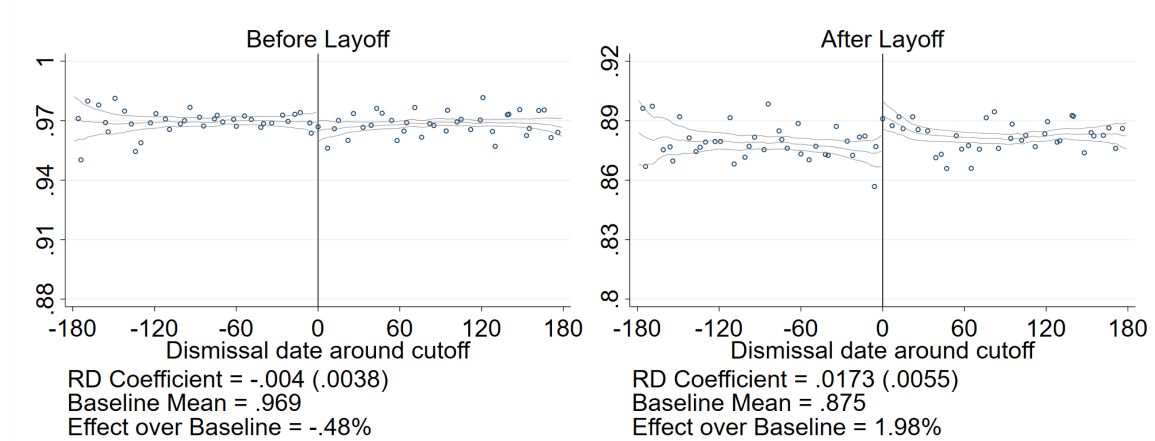 Before Layoff
1
.97
.94
.91
.88
-180 -120 -60 0 60 120 180
Dismissal date around cutoff
RD Coefficient = -.004 (.0038)
Baseline Mean = .969
Effect over Baseline = -.48%
After Layoff
.92
.89
.86
.83
.8
-180 -120 -60 0 60 120 180
Dismissal date around cutoff
RD Coefficient = .0173 (.0055)
Baseline Mean = .875
Effect over Baseline = 1.98%